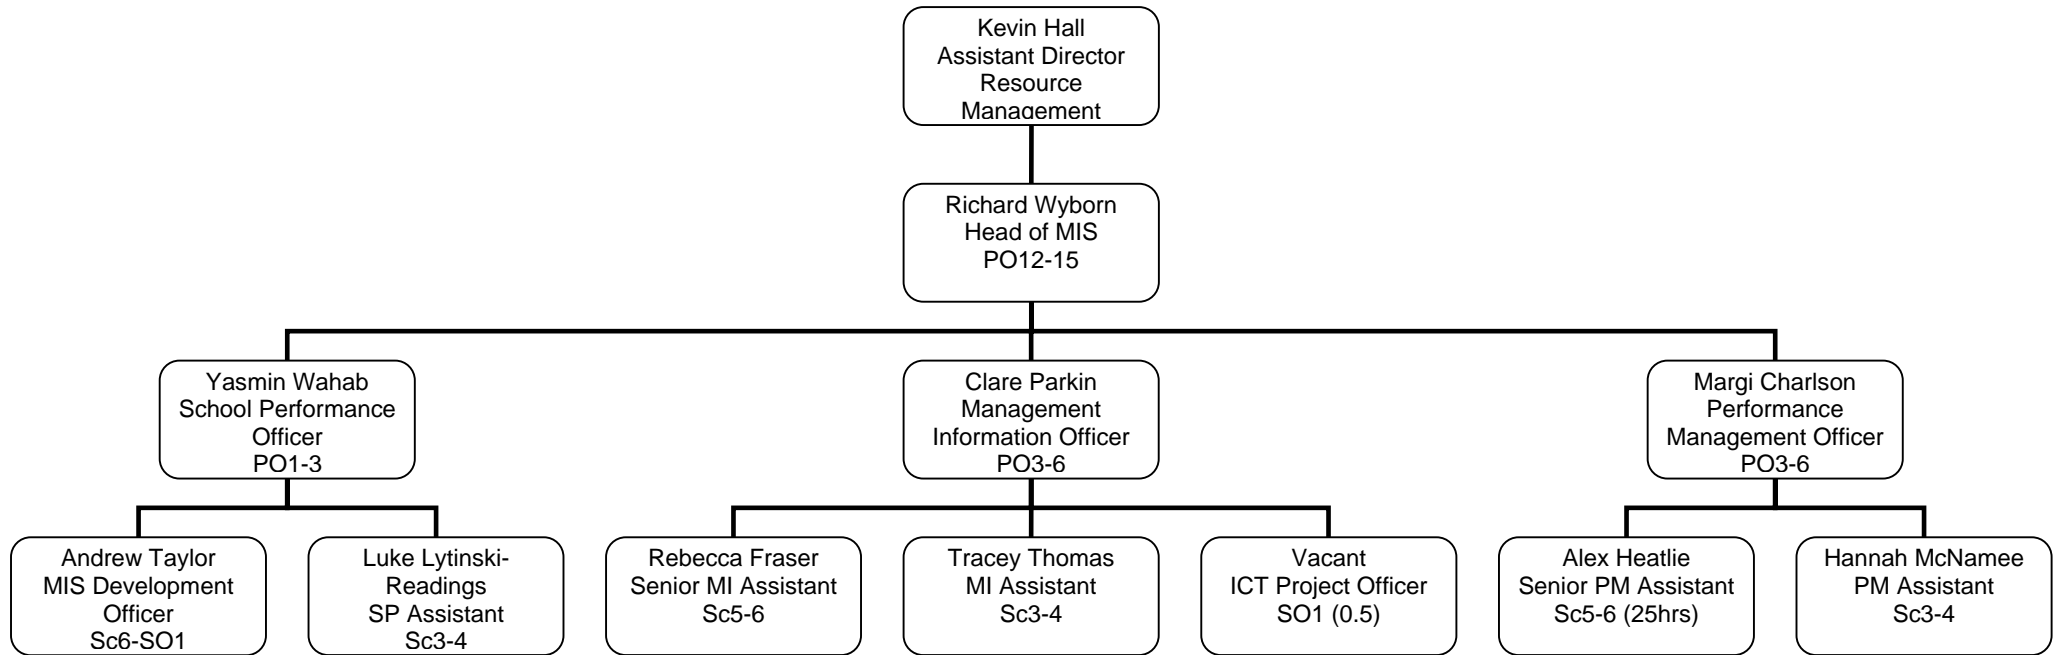 Kevin Hall
Assistant Director
Resource
Management
Richard Wyborn
Head of MIS
PO12-15
Yasmin Wahab
School Performance
Officer
PO1-3
Clare Parkin
Management
Information Officer
PO3-6
Margi Charlson
Performance
Management Officer
PO3-6
Andrew Taylor
MIS Development
Officer
Sc6-SO1
Luke Lytinski-
Readings
SP Assistant
Sc3-4
Rebecca Fraser
Senior MI Assistant
Sc5-6
Tracey Thomas
MI Assistant
Sc3-4
Vacant
ICT Project Officer
SO1 (0.5)
Alex Heatlie
Senior PM Assistant
Sc5-6 (25hrs)
Hannah McNamee
PM Assistant
Sc3-4